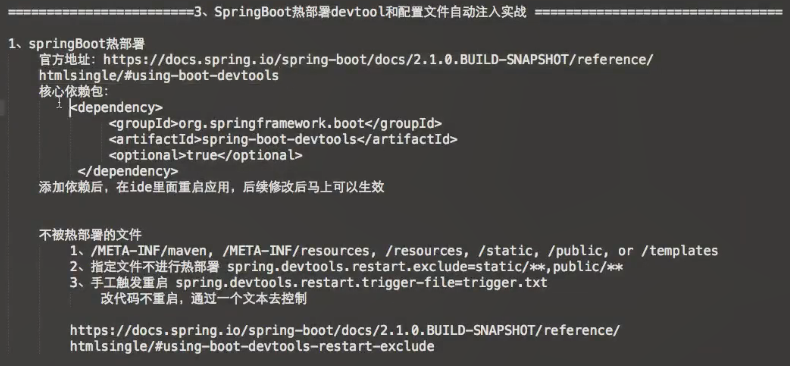 ========================3、SpringBoot热部署devtool和配置文件自动注入实战 ================================
1、springBoot热部署
官方地址：https://docs.spring.io/spring-boot/docs/2.1.0.BUILD-SNAPSHOT/reference/
htmlsingle/#using-boot-devtools
核心依赖包：
<dependency>
<groupId>org.springframework.boot</groupId>
<artifactId>spring-boot-devtools</artifactId>
<optional>true</optional>
</dependency>
添加依赖后，在ide里面重启应用，后续修改后马上可以生效
不被热部署的文件
1、/META-INF/maven, /META-INF/resources, /resources, /static, /public, or /templates
2、指定文件不进行热部署 spring.devtools.restart.exclude=static/**,public/**
3、手工触发重启 spring.devtools.restart.trigger-file=trigger.txt
改代码不重启，通过一个文本去控制
https://docs.spring.io/spring-boot/docs/2.1.0.BUILD-SNAPSHOT/reference/
htmlsingle/#using-boot-devtools-restart-exclude